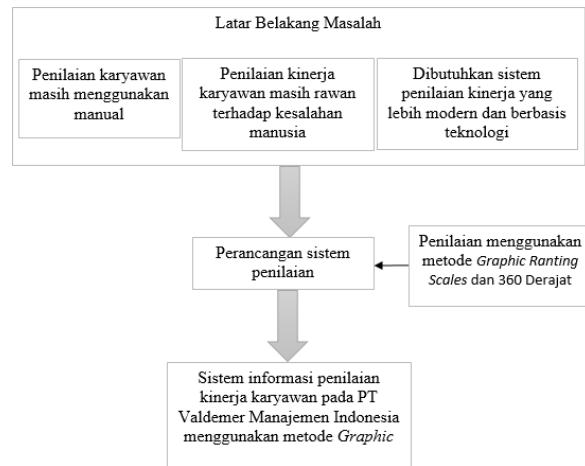 Latar Belakang Masalah
Penilaian karyawan
masih menggunakan
manual
Penilaian kinerja
karyawan masih rawan
terhadap kesalahan
manusia
Dibutuhkan sistem
penilaian kinerja yang
lebih modern dan berbasis
teknologi
Perancangan sistem
penilaian
Penilaian menggunakan
metode Graphic Ranting
Scales dan 360 Derajat
Sistem informasi penilaian
kinerja karyawan pada PT
Valdemer Manajemen Indonesia
menggunakan metode Graphic